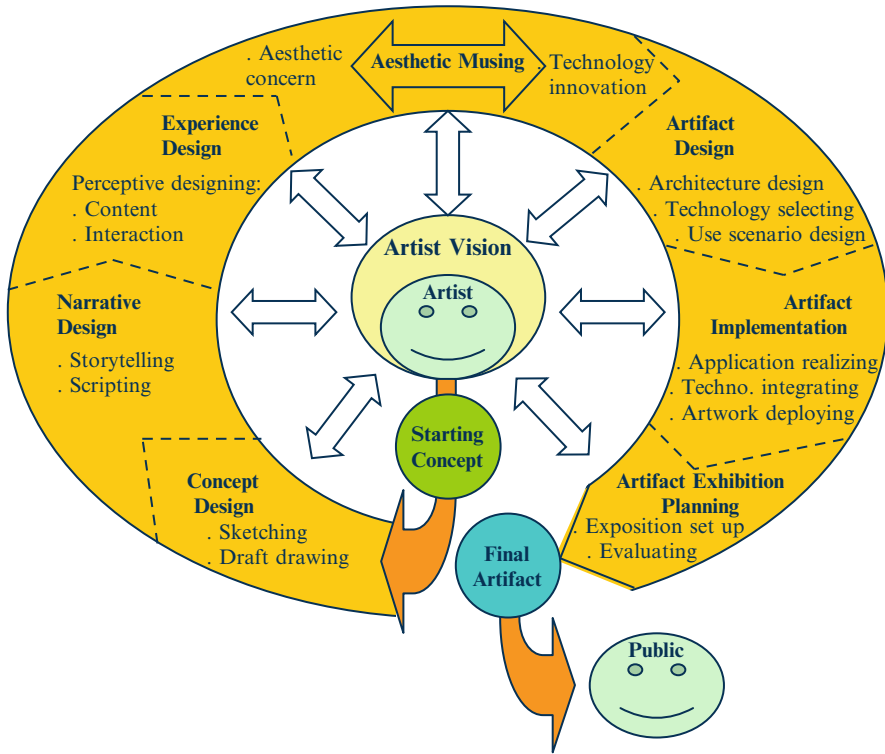 . Aesthetic
concern
Aesthetic Musing
. Technology
innovation
Experience
Design
Perceptive designing:
. Content
. Interaction
Artifact
Design
. Architecture design
. Technology selecting
. Use scenario design
Artist Vision
Artist
Narrative
Design
. Storytelling
. Scripting
Artifact
Implementation
. Application realizing
. Techno. integrating
. Artwork deploying
Starting
Concept
Concept
Design
. Sketching
. Draft drawing
Artifact Exhibition
Planning
. Exposition set up
. Evaluating
Final
Artifact
Public